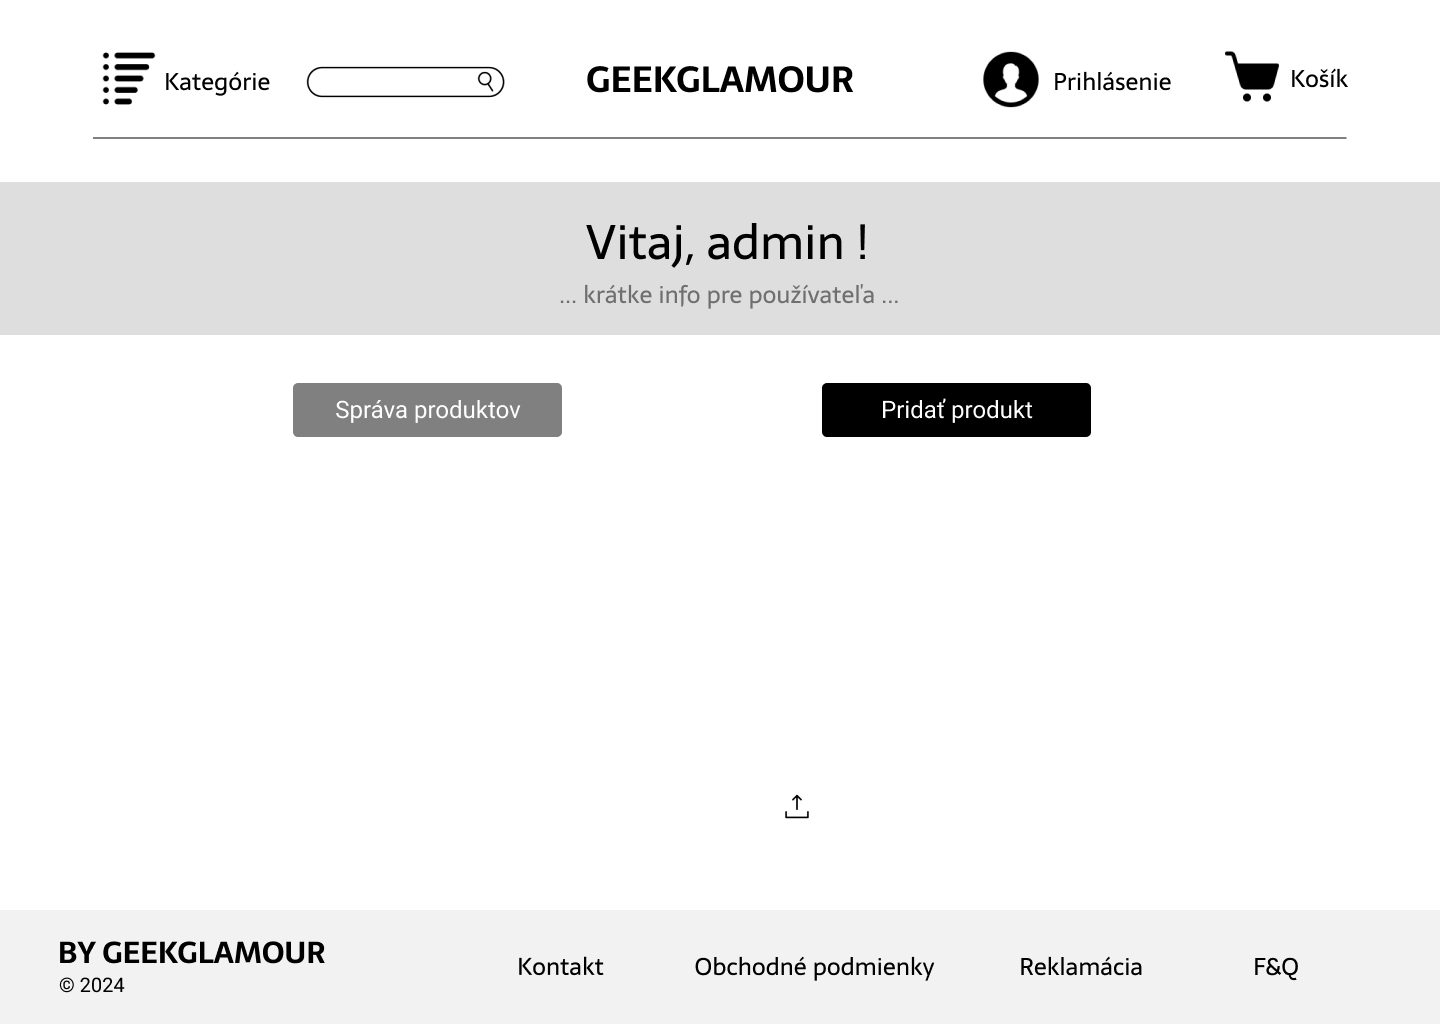 Kategórie
GEEKGLAMOUR
Prihlásenie
Košík
Vitaj, admin !
... krátke info pre používateľa ...
Správa produktov
Pridať produkt
BY GEEKGLAMOUR
© 2024
Kontakt
Obchodné podmienky
Reklamácia
F&Q